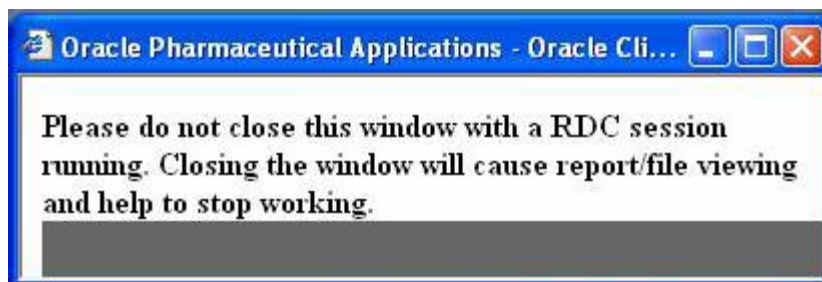 Oracle Pharmaceutical Applications - Oracle Cli...
Please do not close this window with a RDC session
running. Closing the window will cause report/file viewing
and help to stop working.